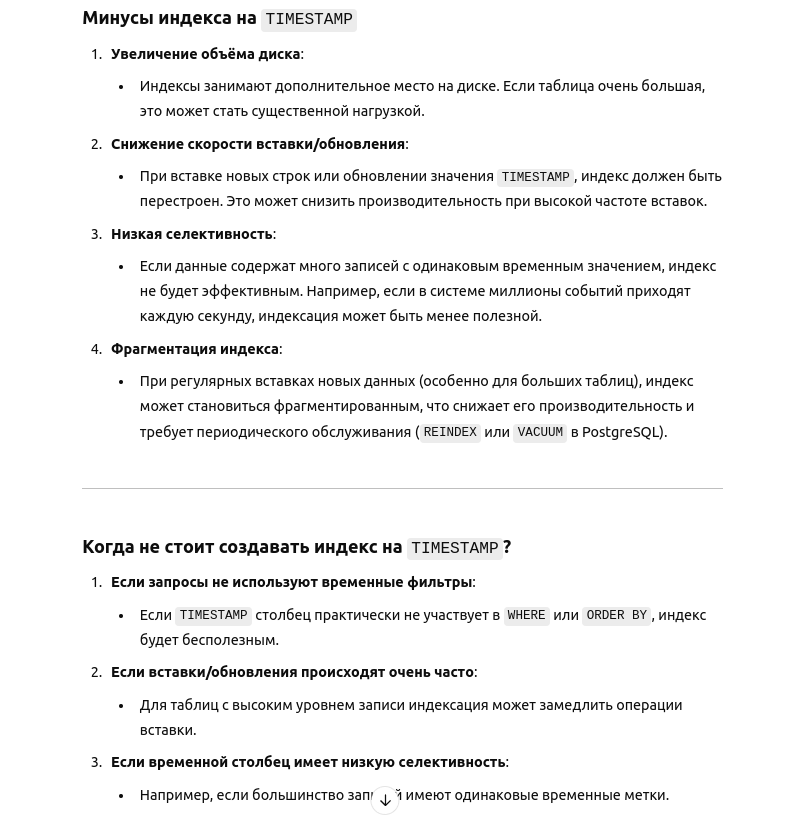 Минусы индекса на TIMESTAMP
1. Увеличение объёма диска:
• Индексы занимают дополнительное место на диске. Если таблица очень большая,
это может стать существенной нагрузкой.
2. Снижение скорости вставки/обновления:
• При вставке новых строк или обновлении значения TIMESTAMP, индекс должен быть
перестроен. Это может снизить производительность при высокой частоте вставок.
3. Низкая селективность:
• Если данные содержат много записей с одинаковым временным значением, индекс
не будет эффективным. Например, если в системе миллионы событий приходят
каждую секунду, индексация может быть менее полезной.
4. Фрагментация индекса:
• При регулярных вставках новых данных (особенно для больших таблиц), индекс
может становиться фрагментированным, что снижает его производительность и
требует периодического обслуживания (REINDEX или VACUUM в PostgreSQL).
Когда не стоит создавать индекс на TIMESTAMP?
1. Если запросы не используют временные фильтры:
• Если TIMESTAMP столбец практически не участвует в WHERE или ORDER BY, индекс
будет бесполезным.
2. Если вставки/обновления происходят очень часто:
• Для таблиц с высоким уровнем записи индексация может замедлить операции
вставки.
3. Если временной столбец имеет низкую селективность:
• Например, если большинство имеют одинаковые временные метки.